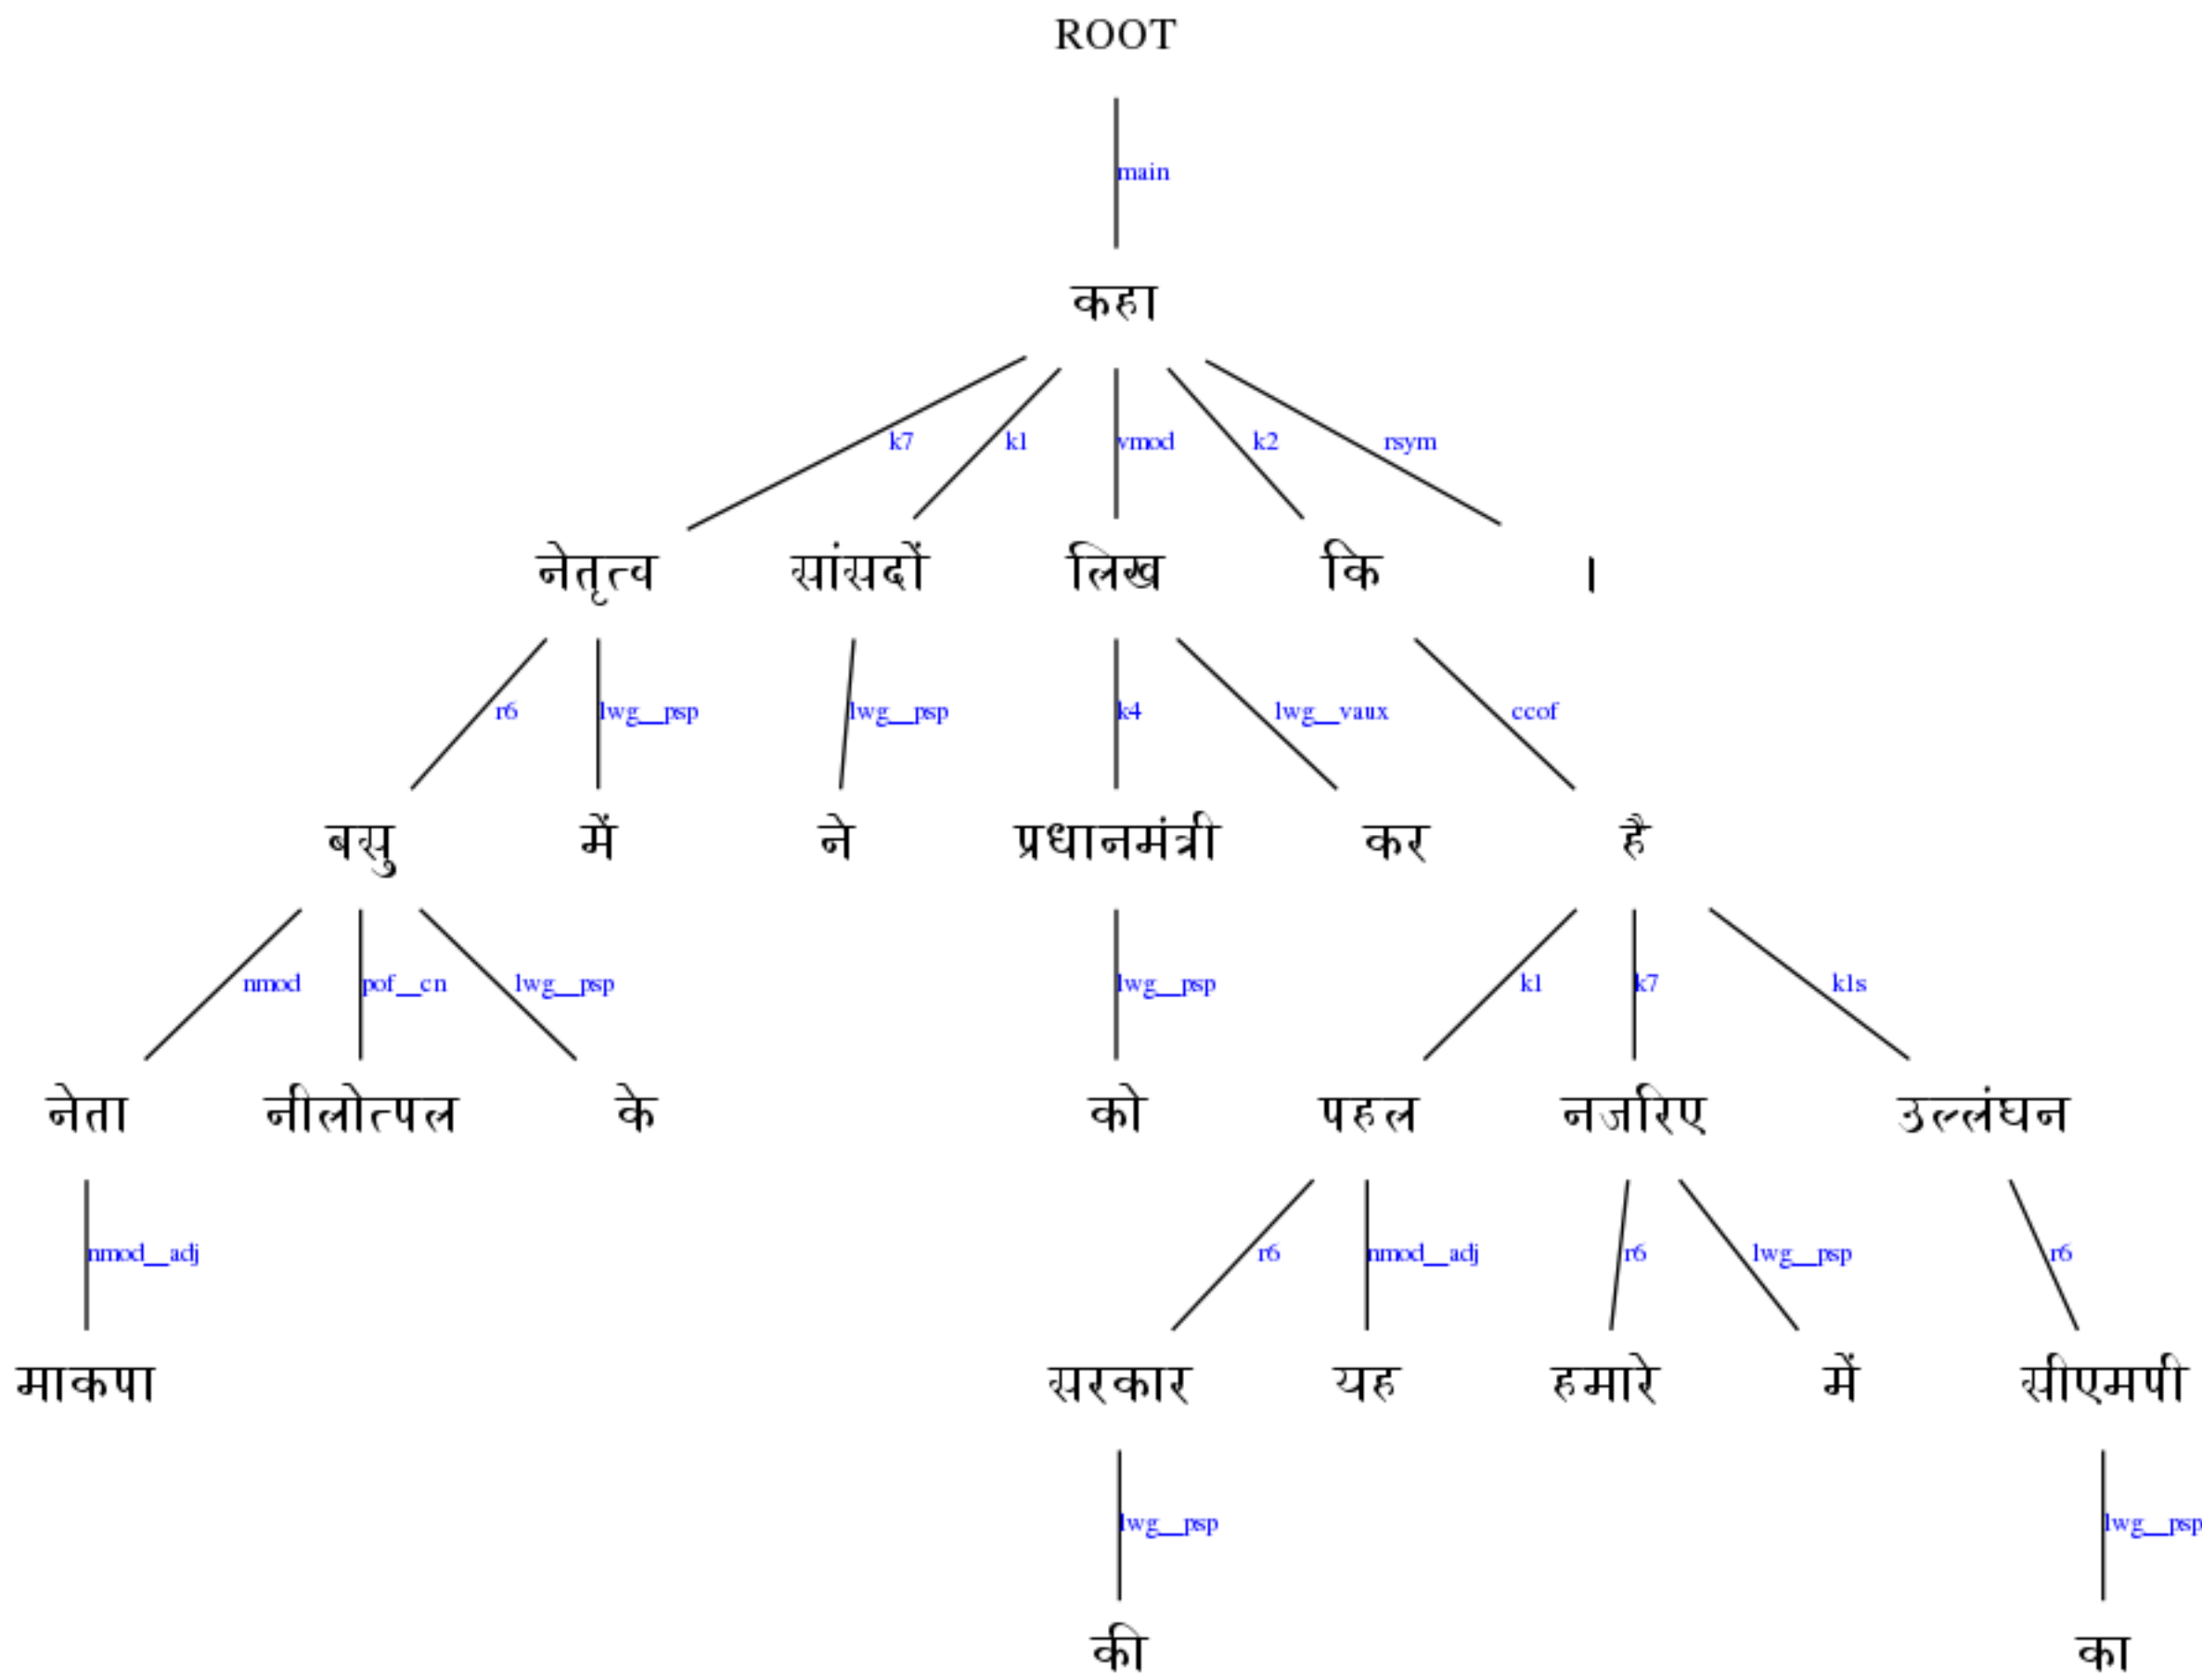 ROOT
main
कहा
k7 k1 vmod k2 rsym
नेतृत्व सांसदों लिख कि ।
r6 lwg__psp lwg__psp k4 lwg__vaux ccof
बसु में ने प्रधानमंत्री कर है
nmod pof__cn lwg__psp lwg__psp k1 k7 k1s
नेता नीलोत्पल के को पहल नजरिए उल्लंघन
nmod__adj r6 nmod__adj r6 lwg__psp r6
माकपा सरकार यह हमारे में सीएमपी
lwg__psp lwg__psp
की का